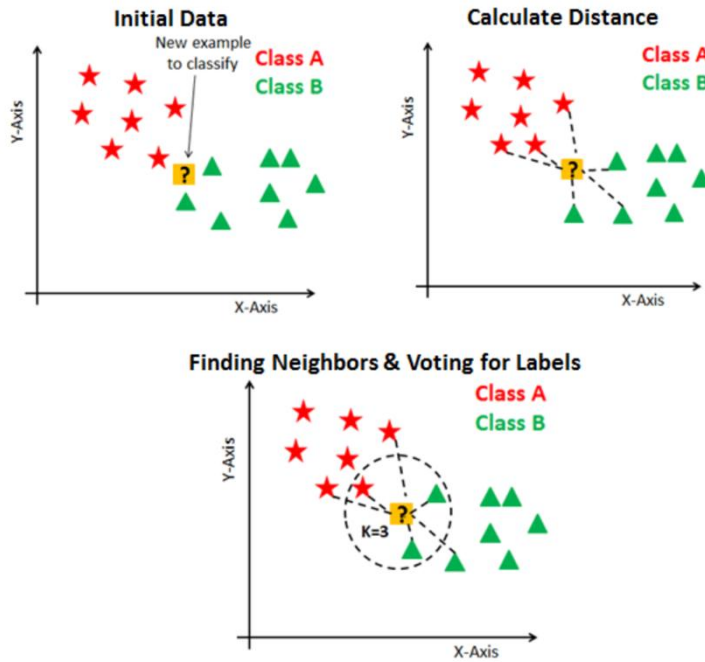 Initial Data
New example
to classify
Class A
Class B
?
Y-Axis
X-Axis
Calculate Distance
Class A
Class B
?
Y-Axis
X-Axis
Finding Neighbors & Voting for Labels
Class A
Class B
?
K=3
Y-Axis
X-Axis